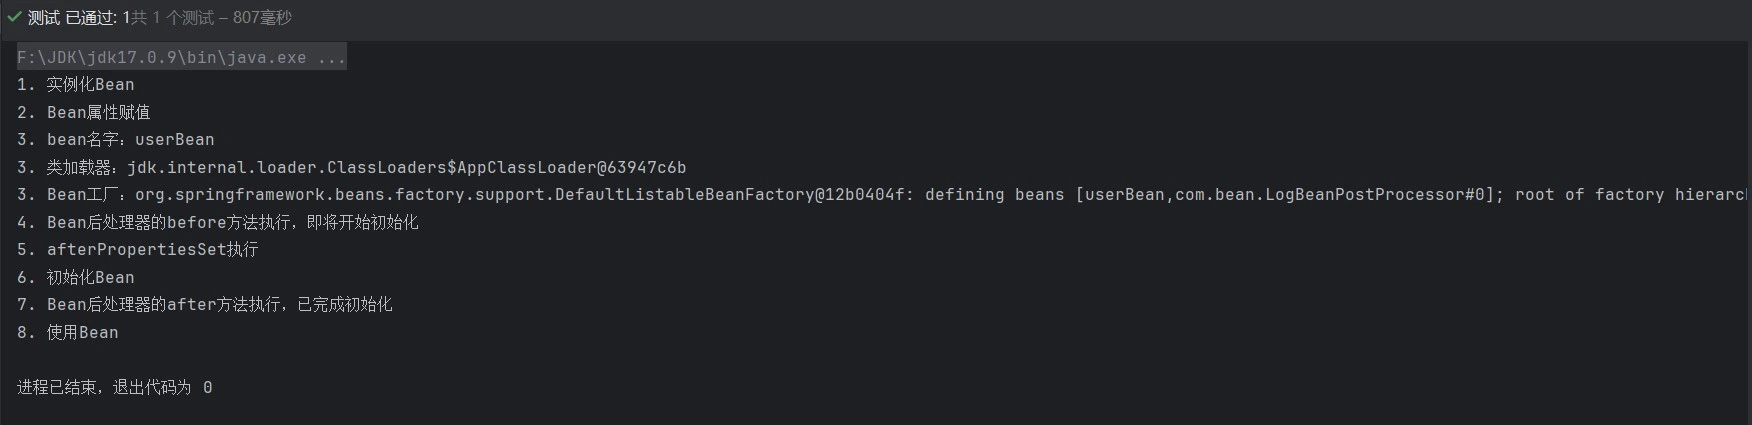 测试 已通过: 1共 1 个测试 – 807毫秒
F:\JDK\jdk17.0.9\bin\java.exe ...
1. 实例化Bean
2. Bean属性赋值
3. bean名字：userBean
3. 类加载器：jdk.internal.loader.ClassLoaders$AppClassLoader@63947c6b
3. Bean工厂：org.springframework.beans.factory.support.DefaultListableBeanFactory@12b0404f: defining beans [userBean,com.bean.LogBeanPostProcessor#0]; root of factory hierarch
4. Bean后处理器的before方法执行，即将开始初始化
5. afterPropertiesSet执行
6. 初始化Bean
7. Bean后处理器的after方法执行，已完成初始化
8. 使用Bean
进程已结束，退出代码为 0